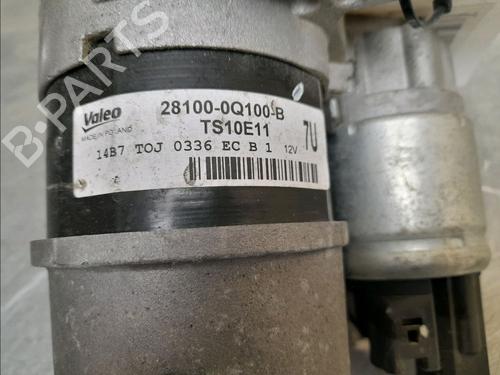 Valeo
MADE IN POLAND
28100-0Q100-B
TS10E11
7U
14B7 TOJ 0336 EC B 1 12V
B-PARTS